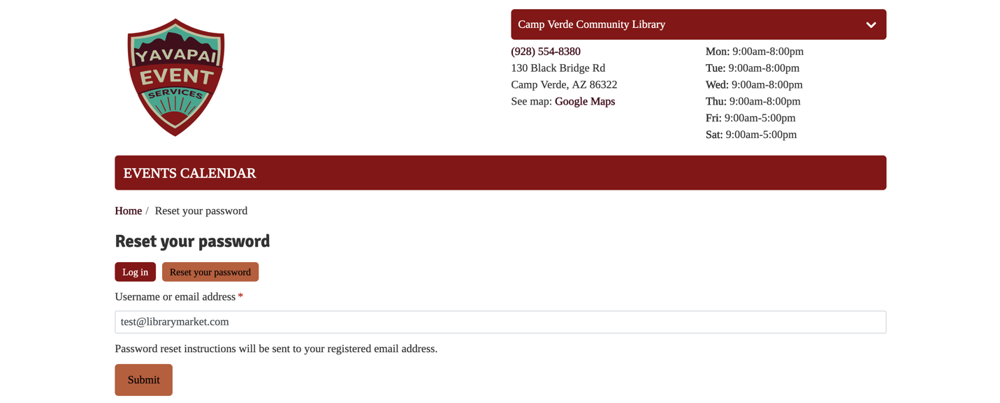 YAVAPAI
EVENT
SERVICES
Camp Verde Community Library
(928) 554-8380
130 Black Bridge Rd
Camp Verde, AZ 86322
See map: Google Maps
Mon: 9:00am-8:00pm
Tue: 9:00am-8:00pm
Wed: 9:00am-8:00pm
Thu: 9:00am-8:00pm
Fri: 9:00am-5:00pm
Sat: 9:00am-5:00pm
EVENTS CALENDAR
Home / Reset your password
Reset your password
Log in Reset your password
Username or email address *
test@librarymarket.com
Password reset instructions will be sent to your registered email address.
Submit